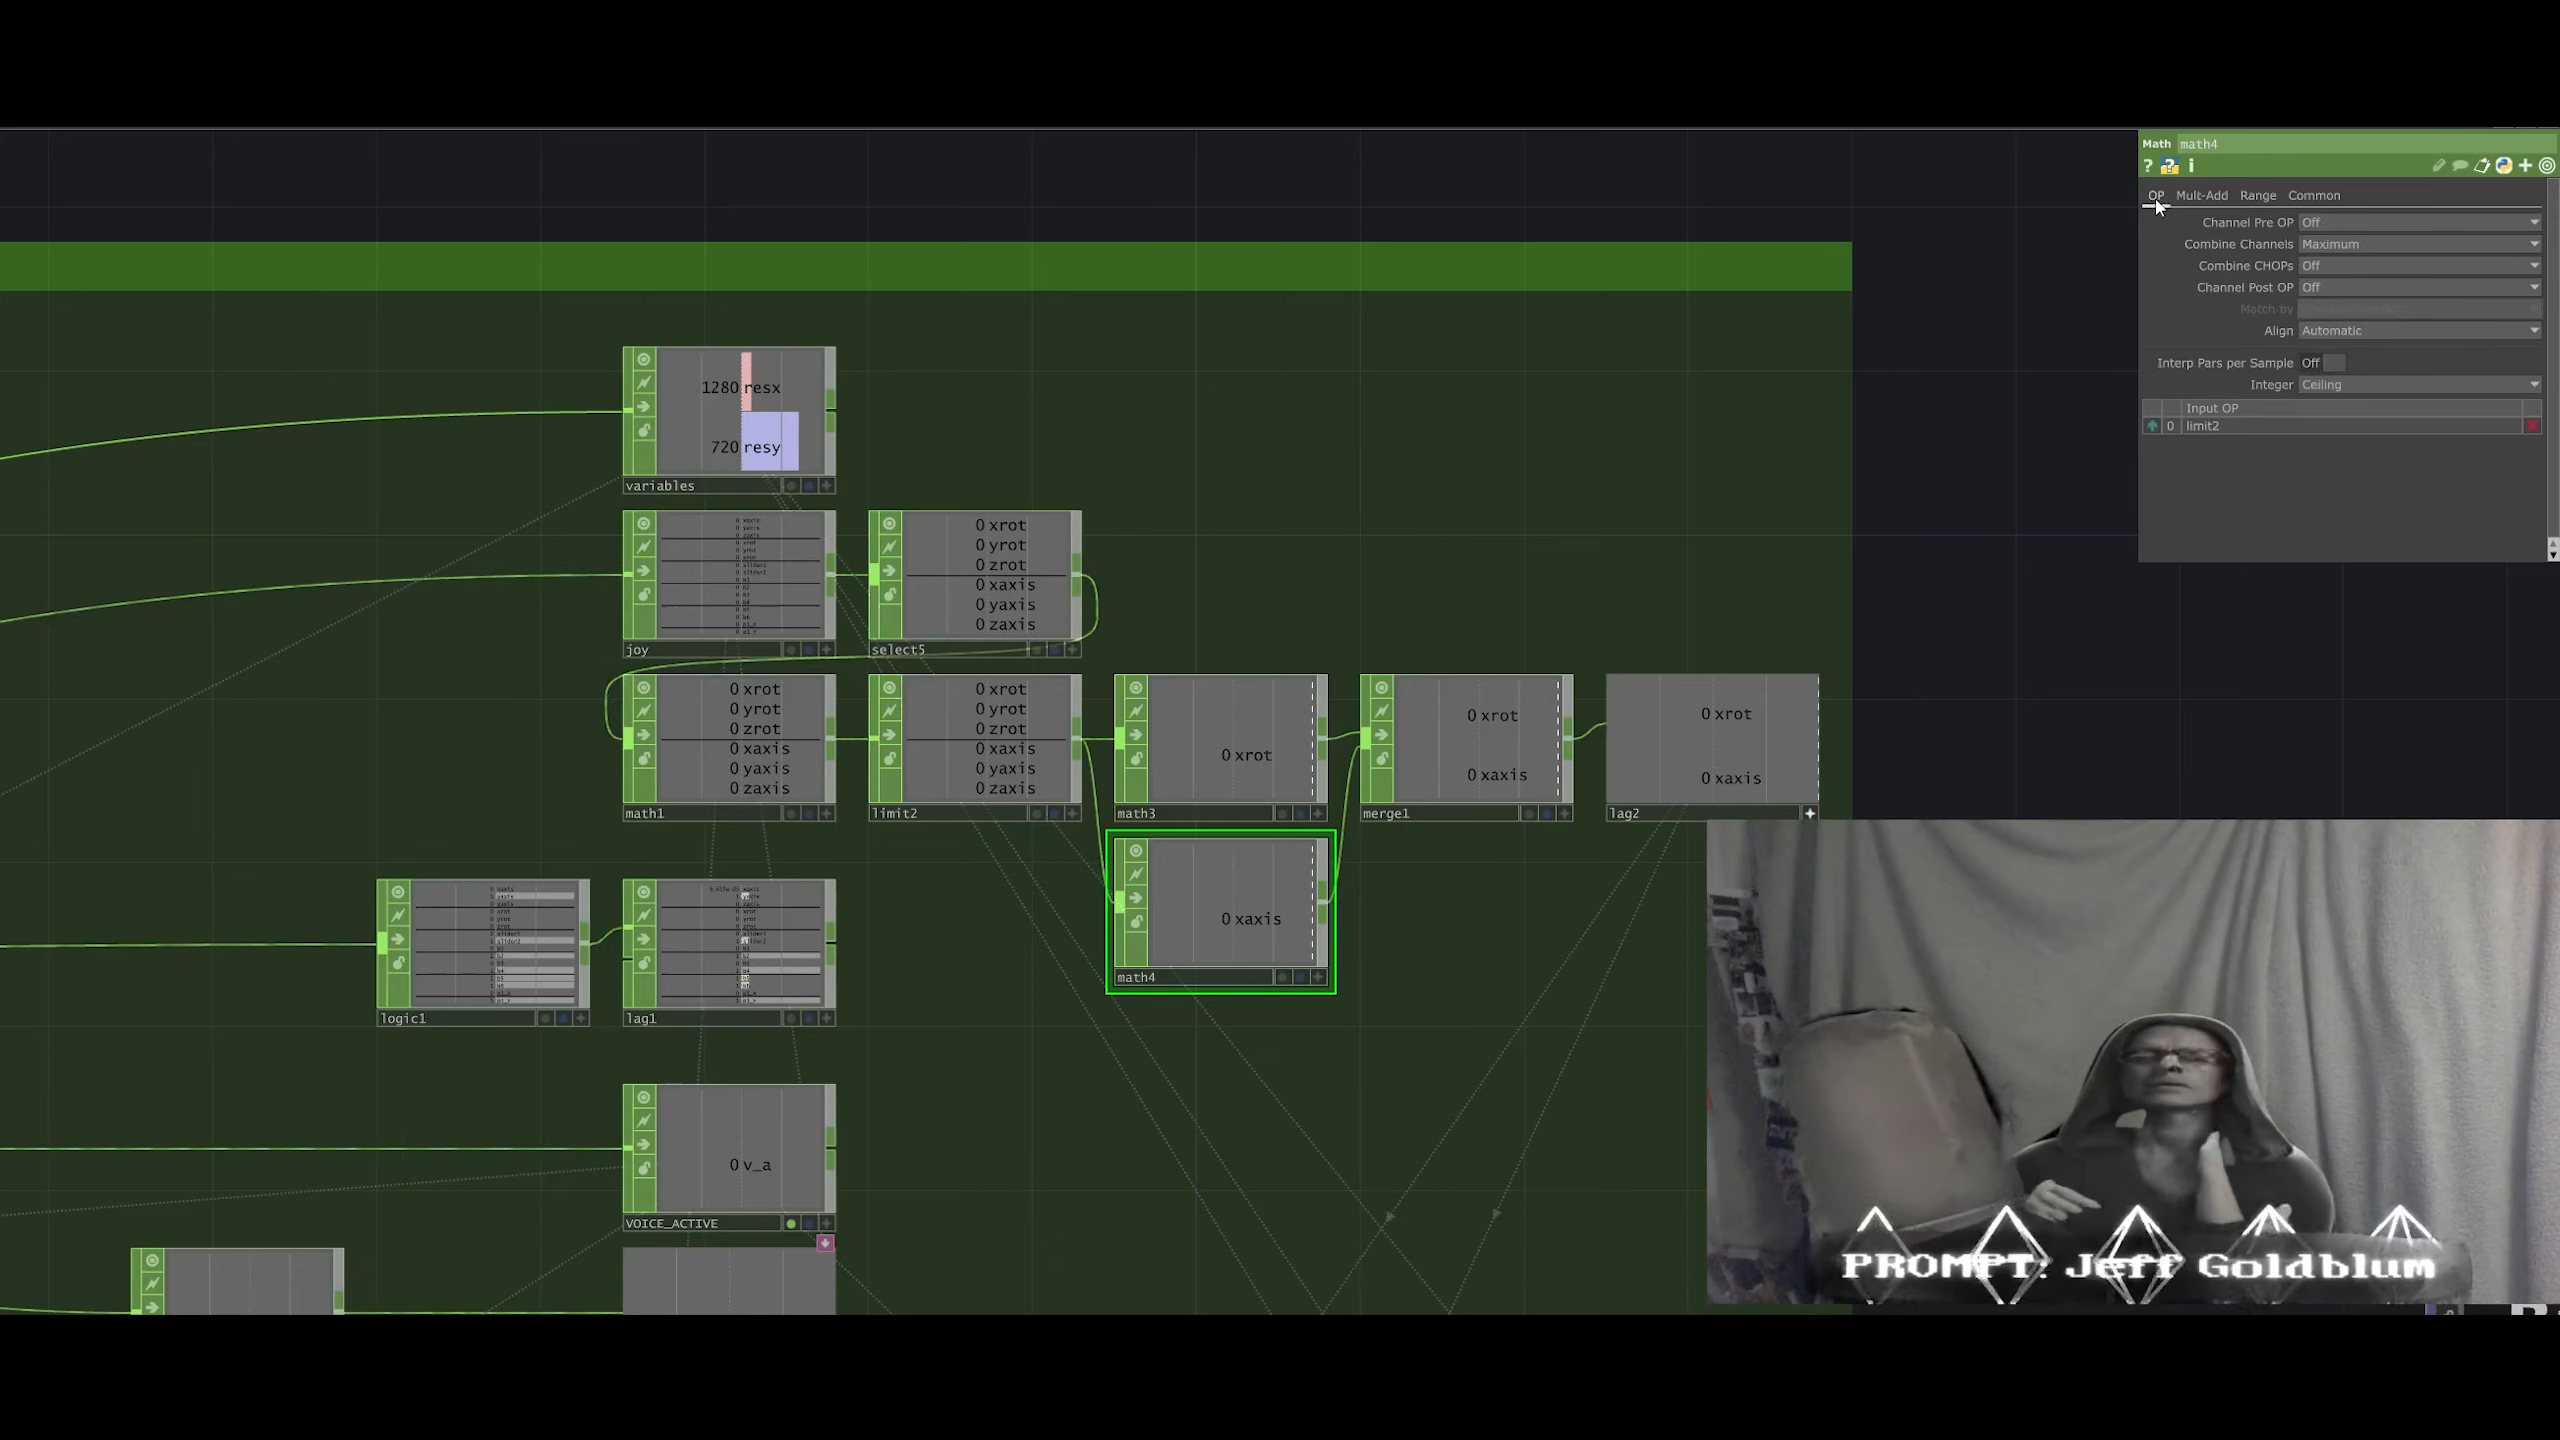 Math math4
? ? i
OP Mult-Add Range Common
Channel Pre OP Off
Combine Channels Maximum
Combine CHOPs Off
Channel Post OP Off
Match by
Align Automatic
Interp Pars per Sample Off
Integer Ceiling
Input OP
0 limit2
1280 resx
720 resy
variables
joy
0 xrot
0 yrot
0 zrot
0 xaxis
0 yaxis
0 zaxis
select5
0 xrot
0 yrot
0 zrot
0 xaxis
0 yaxis
0 zaxis
math1
0 xrot
0 yrot
0 zrot
0 xaxis
0 yaxis
0 zaxis
limit2
0 xrot
math3
0 xrot
0 xaxis
merge1
0 xrot
0 xaxis
lag2
0 xaxis
math4
logic1
lag1
0 v_a
VOICE_ACTIVE
PROMPT: Jeff Goldblum